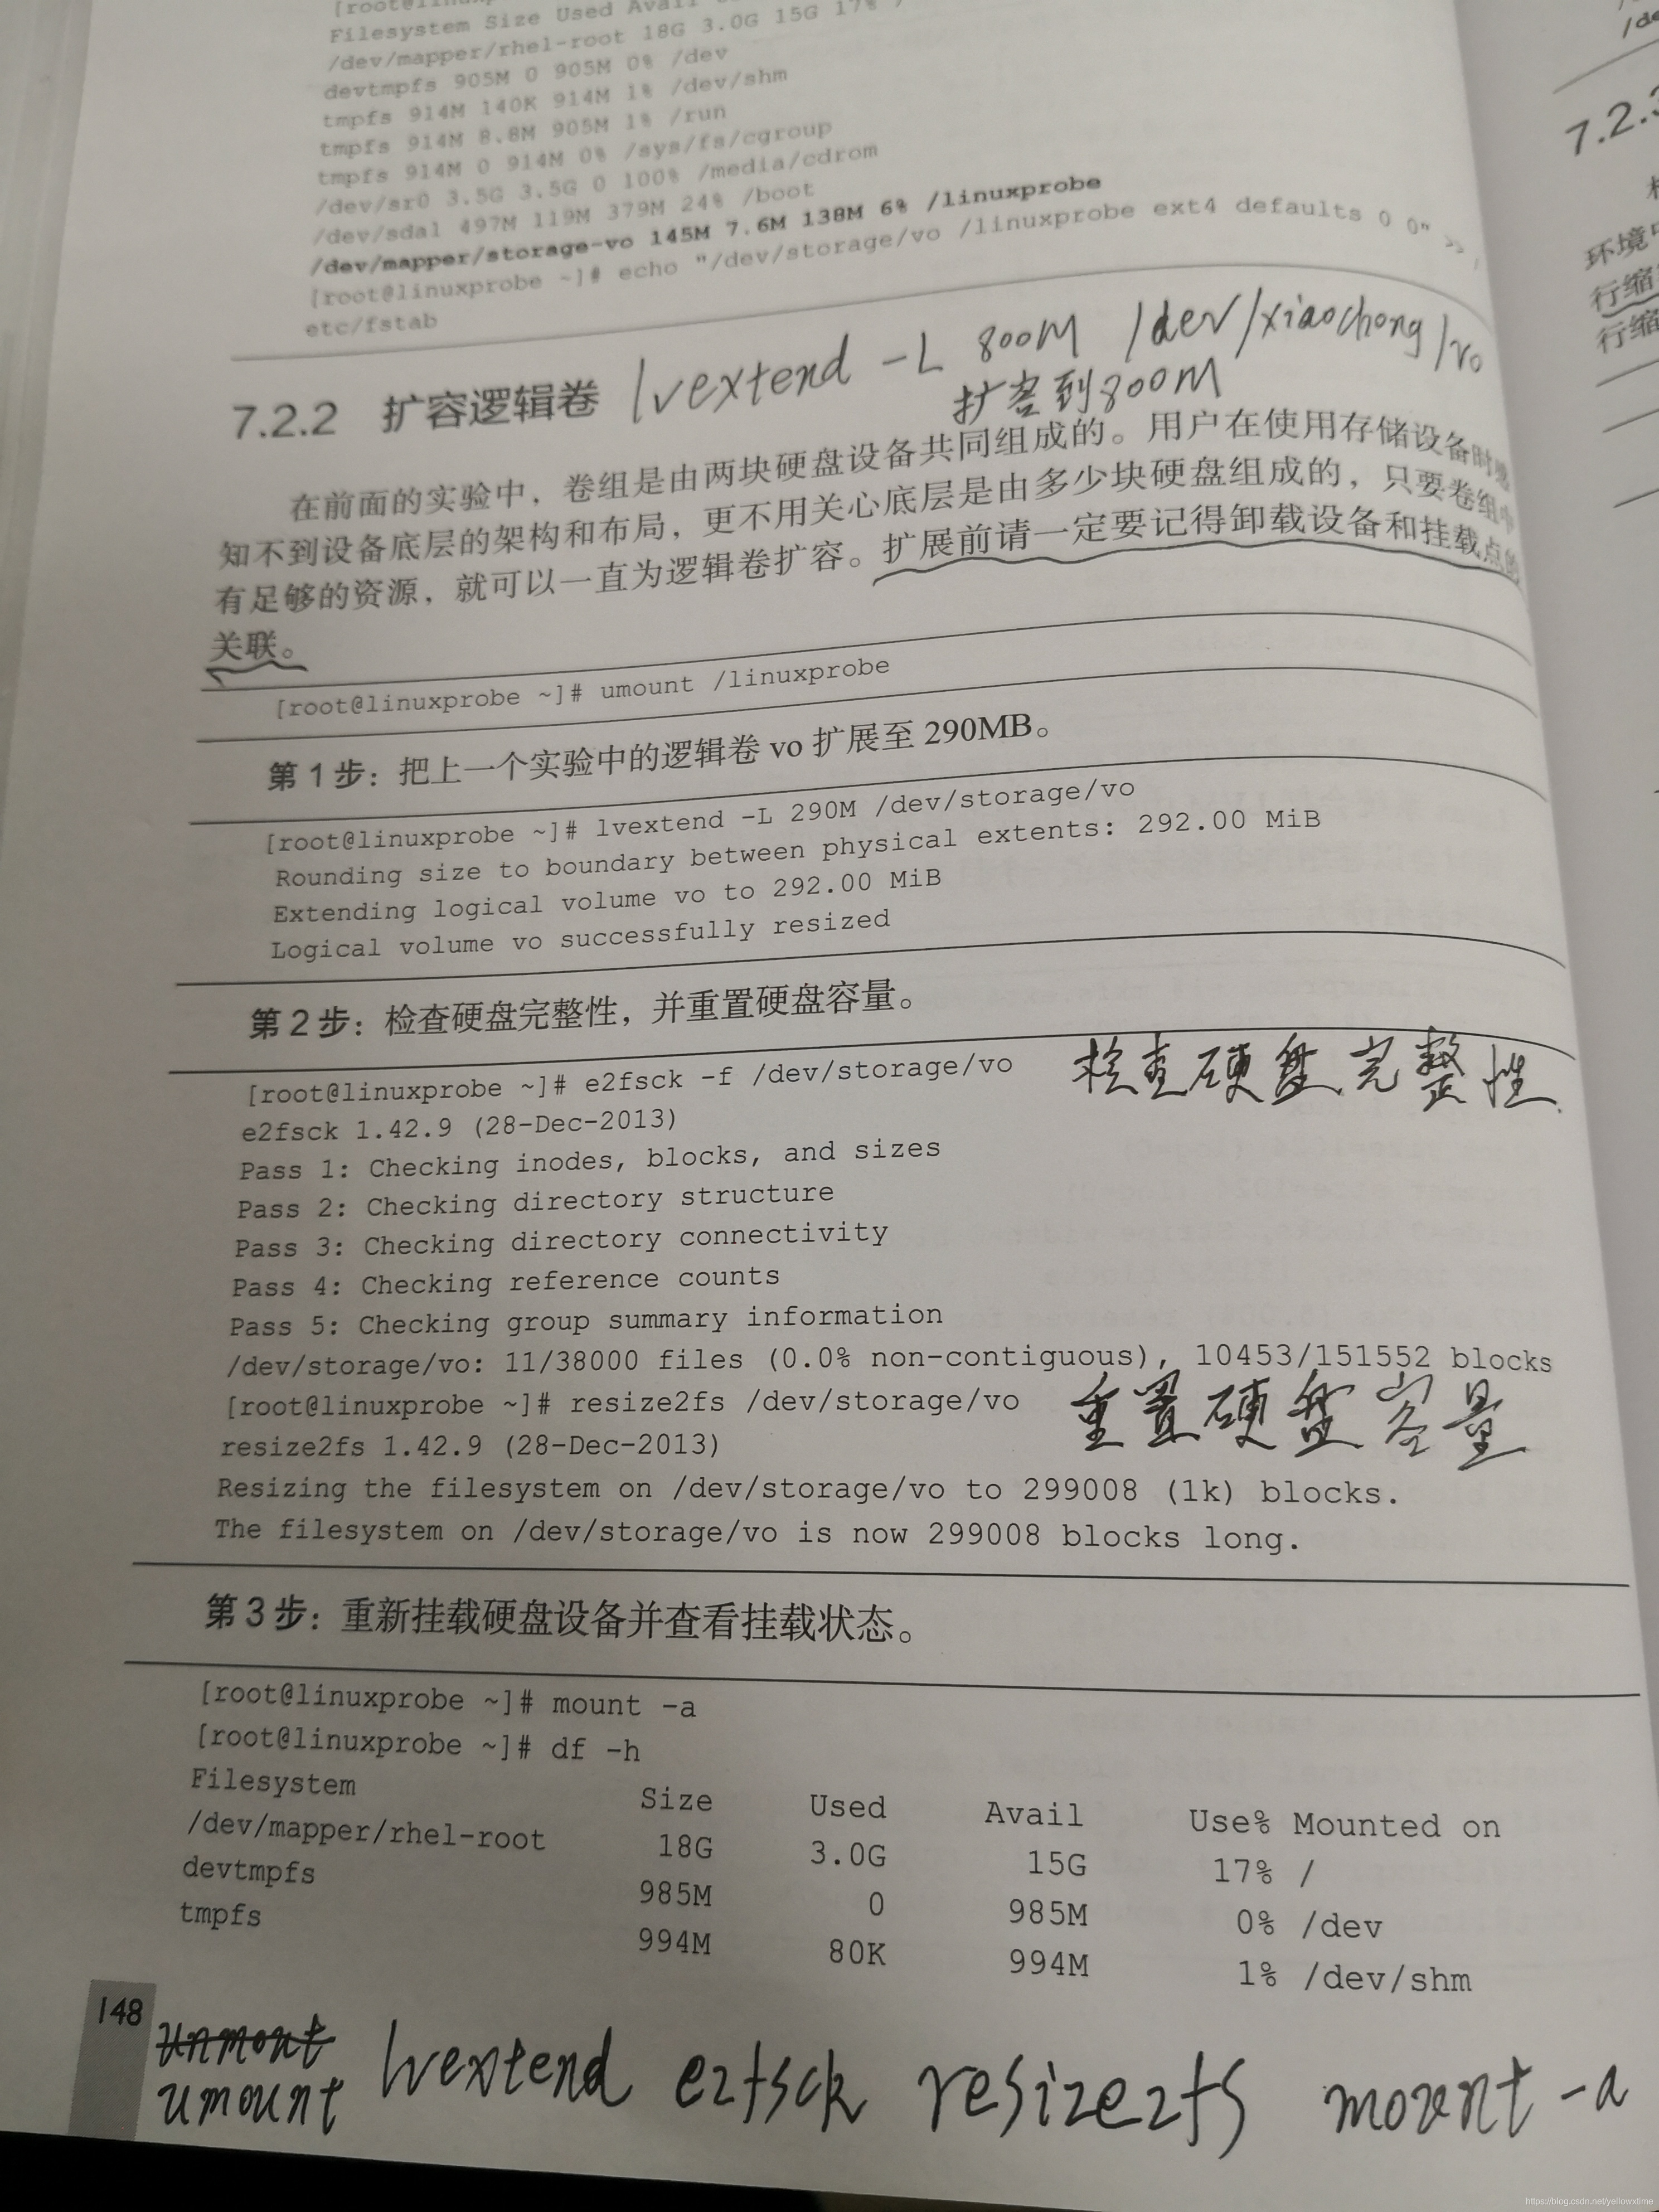 [root@linux
Filesystem Size Used Avail
/dev/mapper/rhel-root 18G 3.0G 15G 17%
devtmpfs 905M 0 905M 0% /dev
tmpfs 914M 140K 914M 1% /dev/shm
tmpfs 914M 8.8M 905M 1% /run
tmpfs 914M 0 914M 0% /sys/fs/cgroup
/dev/sr0 3.5G 3.5G 0 100% /media/cdrom
/dev/sda1 497M 119M 379M 24% /boot
/dev/mapper/storage-vo 145M 7.6M 138M 6% /linuxprobe
[root@linuxprobe ~]# echo "/dev/storage/vo /linuxprobe ext4 defaults 0 0" >> /
etc/fstab
7.2.2 扩容逻辑卷 lvextend -L 800M /dev/xiaochong/vo
扩容到800M
在前面的实验中，卷组是由两块硬盘设备共同组成的。用户在使用存储设备时感
知不到设备底层的架构和布局，更不用关心底层是由多少块硬盘组成的，只要卷组中
有足够的资源，就可以一直为逻辑卷扩容。扩展前请一定要记得卸载设备和挂载点的
关联。
[root@linuxprobe ~]# umount /linuxprobe
第 1 步：把上一个实验中的逻辑卷 vo 扩展至 290MB。
[root@linuxprobe ~]# lvextend -L 290M /dev/storage/vo
Rounding size to boundary between physical extents: 292.00 MiB
Extending logical volume vo to 292.00 MiB
Logical volume vo successfully resized
第 2 步：检查硬盘完整性，并重置硬盘容量。
[root@linuxprobe ~]# e2fsck -f /dev/storage/vo 检查硬盘完整性
e2fsck 1.42.9 (28-Dec-2013)
Pass 1: Checking inodes, blocks, and sizes
Pass 2: Checking directory structure
Pass 3: Checking directory connectivity
Pass 4: Checking reference counts
Pass 5: Checking group summary information
/dev/storage/vo: 11/38000 files (0.0% non-contiguous), 10453/151552 blocks
[root@linuxprobe ~]# resize2fs /dev/storage/vo 重置硬盘容量
resize2fs 1.42.9 (28-Dec-2013)
Resizing the filesystem on /dev/storage/vo to 299008 (1k) blocks.
The filesystem on /dev/storage/vo is now 299008 blocks long.
第 3 步：重新挂载硬盘设备并查看挂载状态。
[root@linuxprobe ~]# mount -a
[root@linuxprobe ~]# df -h
Filesystem Size Used Avail Use% Mounted on
/dev/mapper/rhel-root 18G 3.0G 15G 17% /
devtmpfs 985M 0 985M 0% /dev
tmpfs 994M 80K 994M 1% /dev/shm
148
unmount
umount lvextend e2fsck resize2fs mount -a
7.2.3
环境中
行缩
行缩
https://blog.csdn.net/yellowxtime